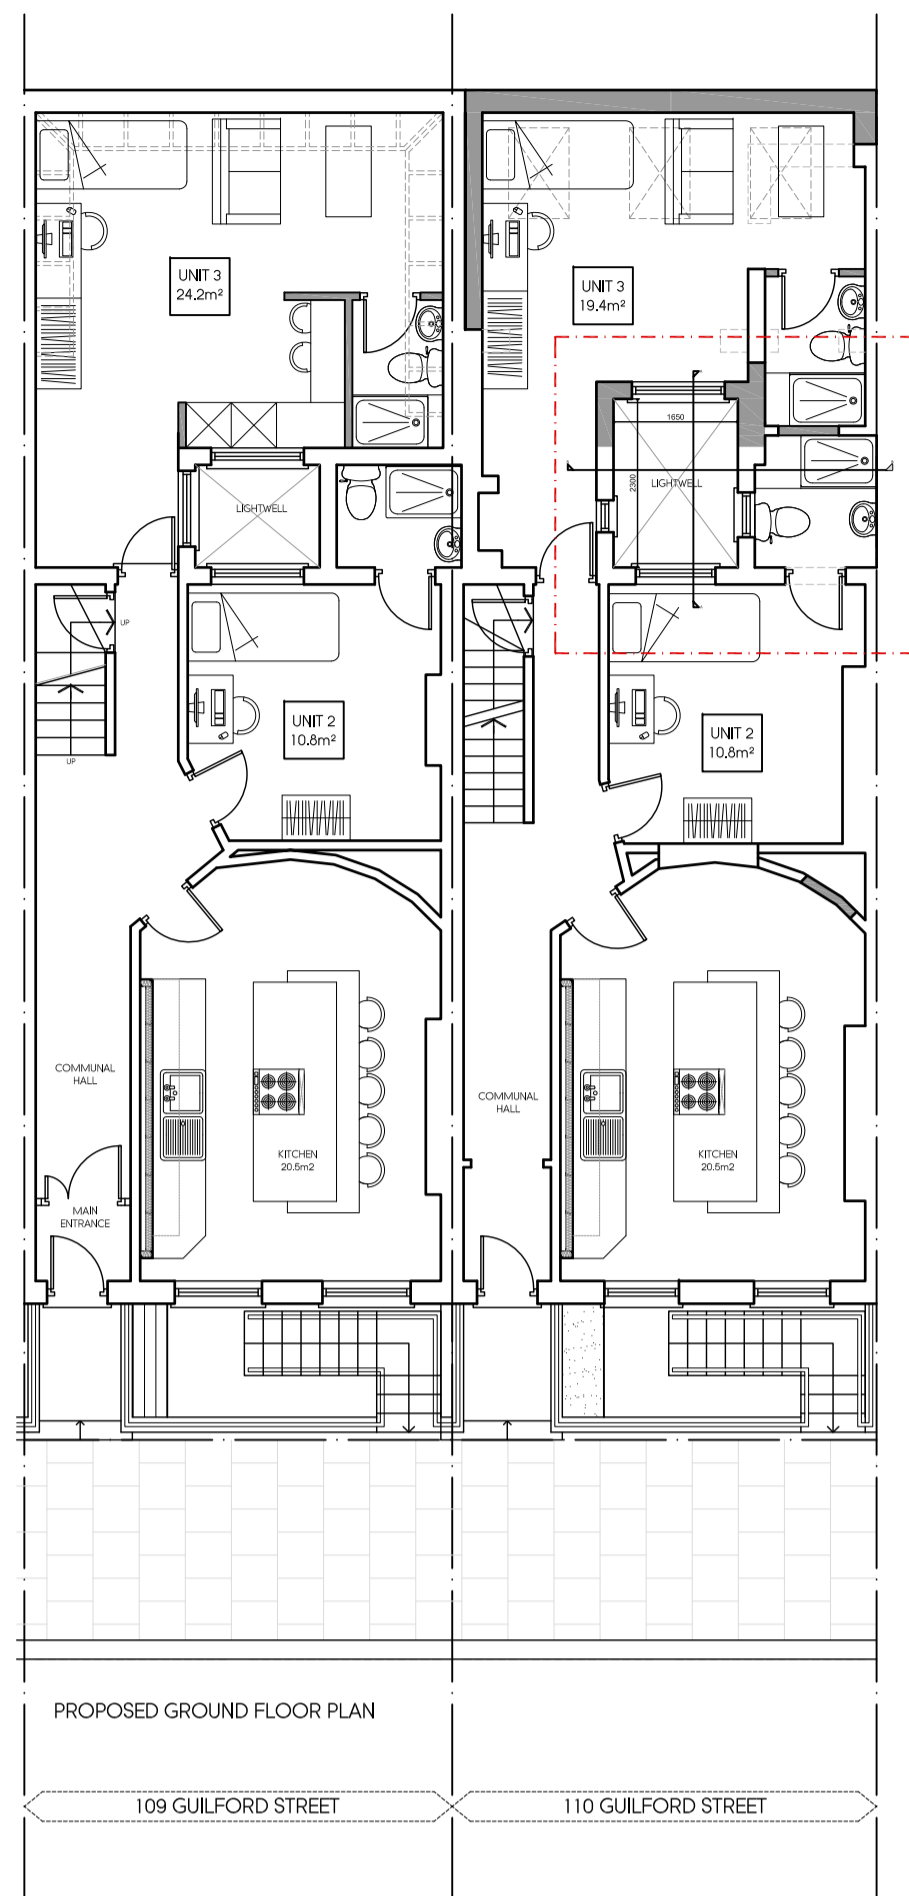 UNIT 3
24.2m²
UNIT 3
19.4m²
1650
2300
LIGHTWELL
LIGHTWELL
UP
UP
UNIT 2
10.8m²
UNIT 2
10.8m²
COMMUNAL
HALL
COMMUNAL
HALL
KITCHEN
20.5m2
KITCHEN
20.5m2
MAIN
ENTRANCE
PROPOSED GROUND FLOOR PLAN
109 GUILFORD STREET
110 GUILFORD STREET